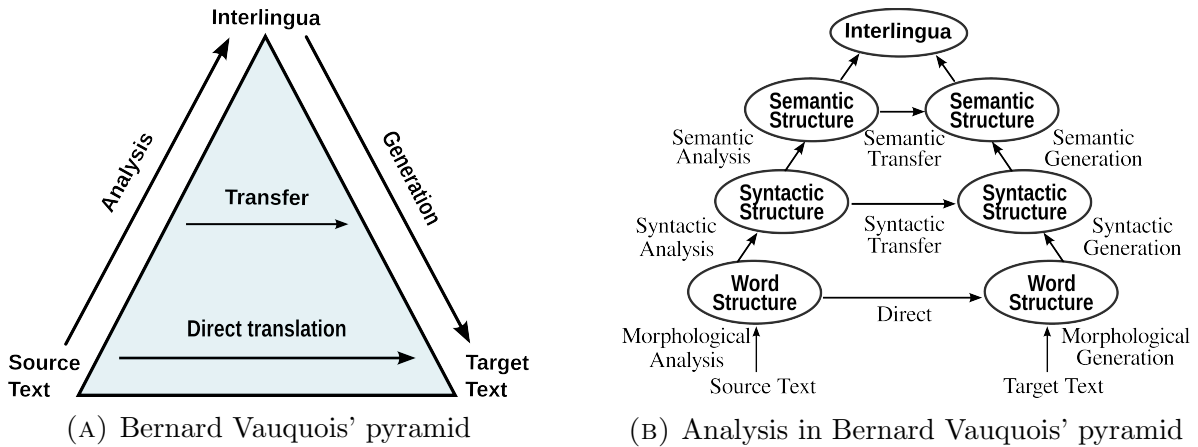 Interlingua
Analysis
Generation
Transfer
Direct translation
Source
Text
Target
Text
(A) Bernard Vauquois' pyramid
Interlingua
Semantic
Structure
Semantic
Structure
Semantic
Analysis
Semantic
Transfer
Semantic
Generation
Syntactic
Structure
Syntactic
Structure
Syntactic
Analysis
Syntactic
Transfer
Syntactic
Generation
Word
Structure
Word
Structure
Direct
Morphological
Analysis
Morphological
Generation
Source Text
Target Text
(B) Analysis in Bernard Vauquois' pyramid